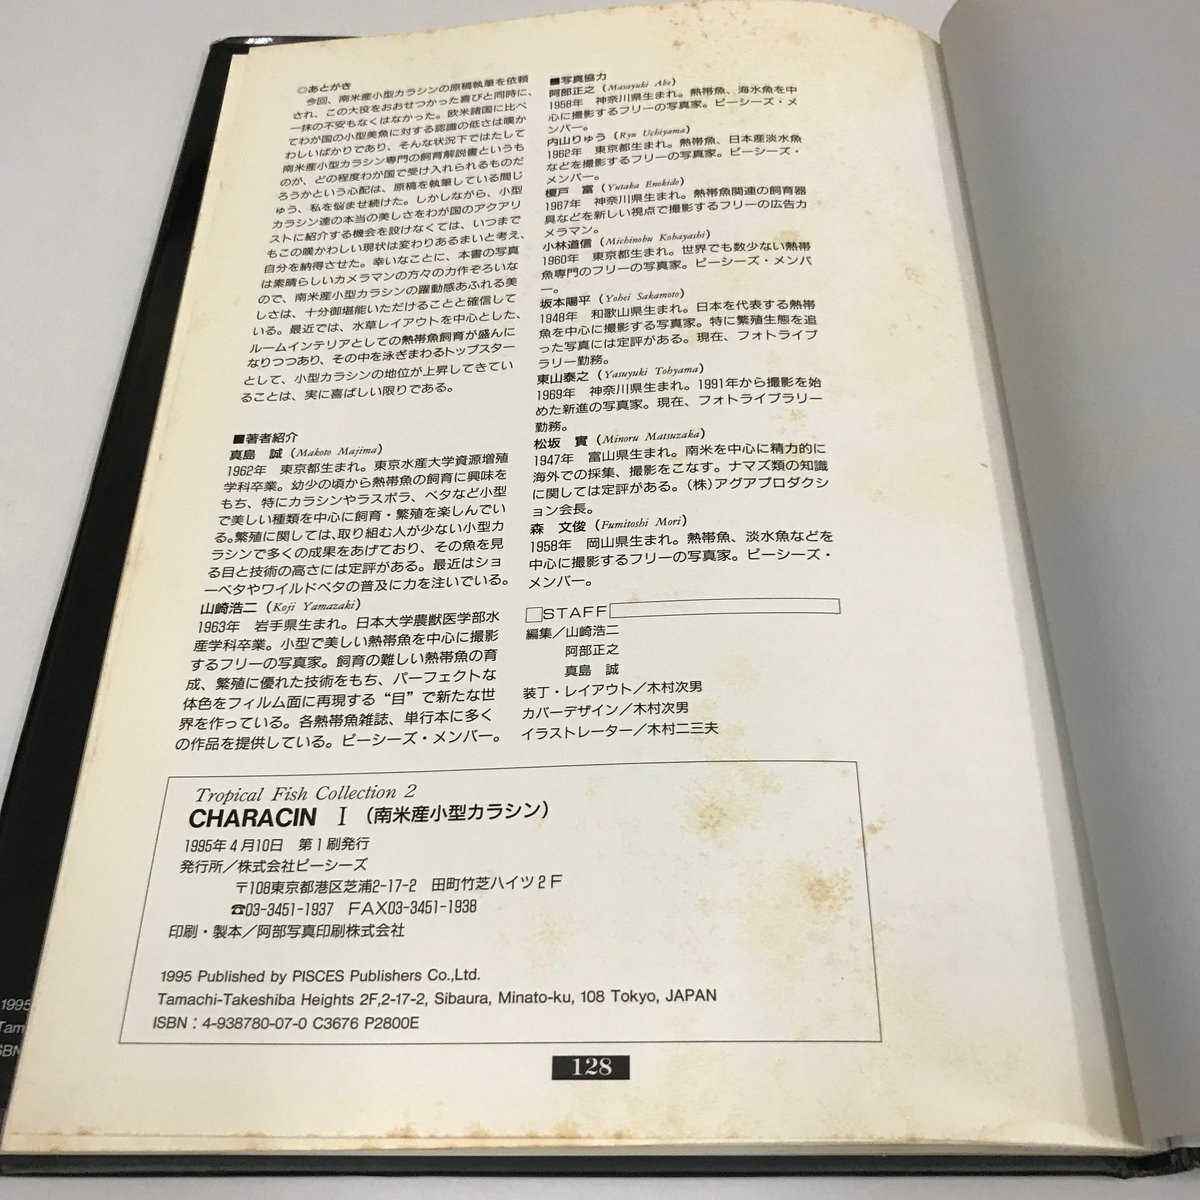 ◎あとがき
今回、南米産小型カラシンの原稿執筆を依頼
され、この大役をおおせつかった喜びと同時に、
一抹の不安もなくはなかった。欧米諸国に比べ
てわが国の小型美魚に対する認識の低さは嘆か
わしいばかりであり、そんな状況下ではたして
南米産小型カラシン専門の飼育解説書というも
のが、どの程度わが国で受け入れられるものだ
ろうかという心配は、原稿を執筆している間じ
ゅう、私を悩ませ続けた。しかしながら、小型
カラシン達の本当の美しさをわが国のアクアリ
ストに紹介する機会を設けなくては、いつまで
もこの嘆かわしい現状は変わりあるまいと考え、
自分を納得させた。幸いなことに、本書の写真
は素晴らしいカメラマンの方々の力作ぞろいな
ので、南米産小型カラシンの躍動感あふれる美
しさは、十分御堪能いただけることと確信して
いる。最近では、水草レイアウトを中心とした、
ルームインテリアとしての熱帯魚飼育が盛んに
なりつつあり、その中を泳ぎまわるトップスター
として、小型カラシンの地位が上昇してきてい
ることは、実に喜ばしい限りである。
■著者紹介
真島 誠 (Makoto Majima)
1962年 東京都生まれ。東京水産大学資源増殖
学科卒業。幼少の頃から熱帯魚の飼育に興味を
もち、特にカラシンやラスボラ、ベタなど小型
で美しい種類を中心に飼育・繁殖を楽しんでい
る。繁殖に関しては、取り組む人が少ない小型カ
ラシンで多くの成果をあげており、その魚を見
る目と技術の高さには定評がある。最近はショ
ーベタやワイルドベタの普及に力を注いでいる。
山崎浩二 (Koji Yamazaki)
1963年 岩手県生まれ。日本大学農獣医学部水
産学科卒業。小型で美しい熱帯魚を中心に撮影
するフリーの写真家。飼育の難しい熱帯魚の育
成、繁殖に優れた技術をもち、パーフェクトな
体色をフィルム面に再現する“目”で新たな世
界を作っている。各熱帯魚雑誌、単行本に多く
の作品を提供している。ピーシーズ・メンバー。
■写真協力
阿部正之 (Masayuki Abe)
1958年 神奈川県生まれ。熱帯魚、海水魚を中
心に撮影するフリーの写真家。ピーシーズ・メ
ンバー。
内山りゅう (Ryu Uchiyama)
1962年 東京都生まれ。熱帯魚、日本産淡水魚
などを撮影するフリーの写真家。ピーシーズ・
メンバー。
榎戸 富 (Yutaka Enokido)
1967年 神奈川県生まれ。熱帯魚関連の飼育器
具などを新しい視点で撮影するフリーの広告カ
メラマン。
小林道信 (Michinobu Kobayashi)
1960年 東京都生まれ。世界でも数少ない熱帯
魚専門のフリーの写真家。ピーシーズ・メンバ
ー。
坂本陽平 (Yohei Sakamoto)
1948年 和歌山県生まれ。日本を代表する熱帯
魚を中心に撮影する写真家。特に繁殖生態を追
った写真には定評がある。現在、フォトライブ
ラリー勤務。
東山泰之 (Yasuyuki Tohyama)
1969年 神奈川県生まれ。1991年から撮影を始
めた新進の写真家。現在、フォトライブラリー
勤務。
松坂 實 (Minoru Matsuzaka)
1947年 富山県生まれ。南米を中心に精力的に
海外での採集、撮影をこなす。ナマズ類の知識
に関しては定評がある。(株)アクアプロダクシ
ョン会長。
森 文俊 (Fumitoshi Mori)
1958年 岡山県生まれ。熱帯魚、淡水魚などを
中心に撮影するフリーの写真家。ピーシーズ・
メンバー。
STAFF
編集／山崎浩二
阿部正之
真島 誠
装丁・レイアウト／木村次男
カバーデザイン／木村次男
イラストレーター／木村二三夫
Tropical Fish Collection 2
CHARACIN Ⅰ (南米産小型カラシン)
1995年4月10日 第1刷発行
発行所／株式会社ピーシーズ
〒108東京都港区芝浦2-17-2 田町竹芝ハイツ2F
☎03-3451-1937 FAX03-3451-1938
印刷・製本／阿部写真印刷株式会社
1995 Published by PISCES Publishers Co.,Ltd.
Tamachi-Takeshiba Heights 2F,2-17-2, Sibaura, Minato-ku, 108 Tokyo, JAPAN
ISBN：4-938780-07-0 C3676 P2800E
128
1995
Tam
SBN